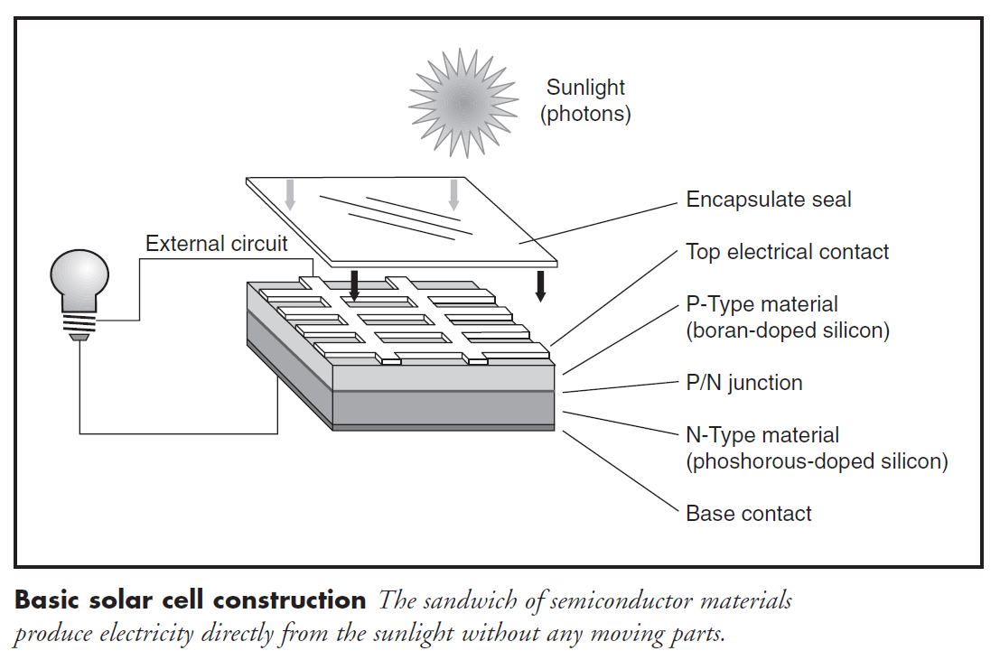 Sunlight
(photons)
Encapsulate seal
External circuit
Top electrical contact
P-Type material
(boran-doped silicon)
P/N junction
N-Type material
(phoshorous-doped silicon)
Base contact
Basic solar cell construction The sandwich of semiconductor materials
produce electricity directly from the sunlight without any moving parts.